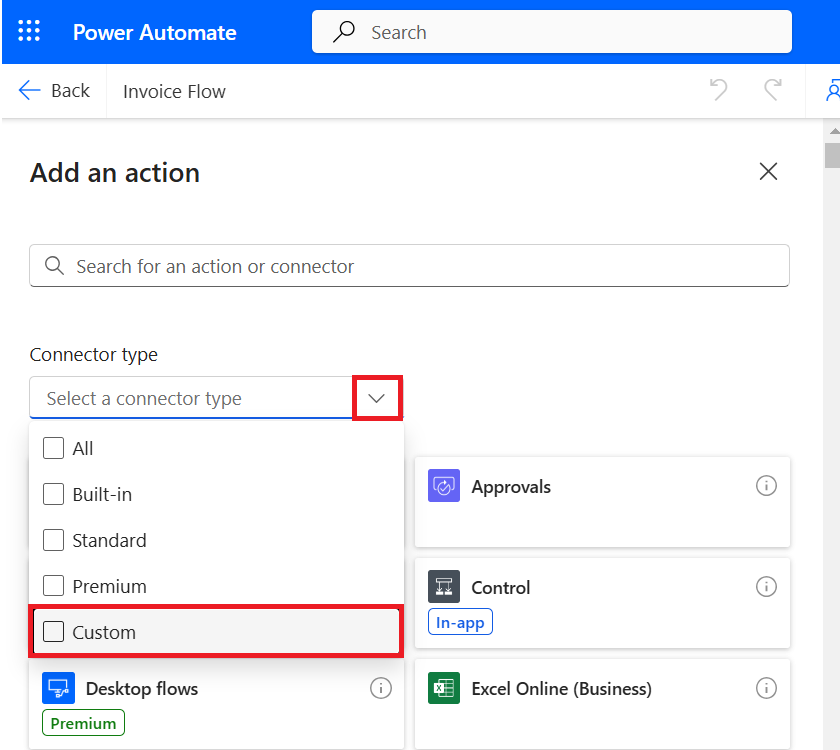 Power Automate
Search
Back
Invoice Flow
Add an action
Search for an action or connector
Connector type
Select a connector type
All
Built-in
Standard
Premium
Custom
Approvals
Control
In-app
Desktop flows
Premium
Excel Online (Business)